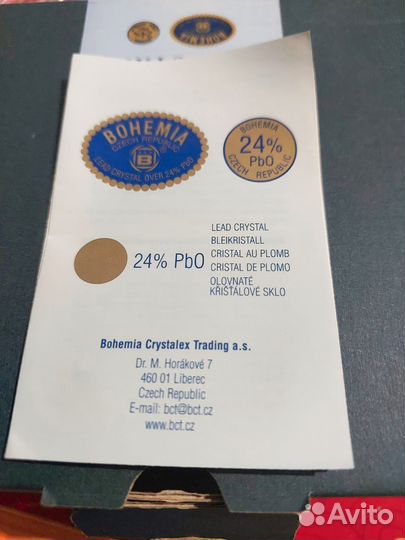 BOHEMIA
CZECH REPUBLIC
B
LEAD CRYSTAL OVER 24% PbO
BOHEMIA
24%
PbO
CZECH REPUBLIC
24% PbO
LEAD CRYSTAL
BLEIKRISTALL
CRISTAL AU PLOMB
CRISTAL DE PLOMO
OLOVNATÉ
KŘIŠŤÁLOVÉ SKLO
Bohemia Crystalex Trading a.s.
Dr. M. Horákové 7
460 01 Liberec
Czech Republic
E-mail: bct@bct.cz
www.bct.cz
Avito